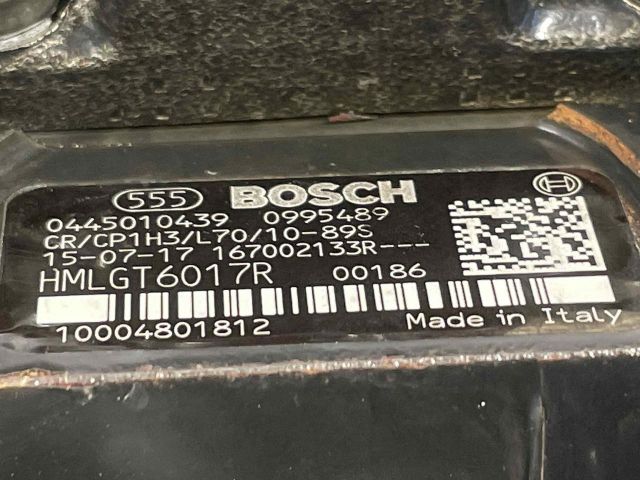 555 BOSCH
0445010439 0995489
CR/CP1H3/L70/10-89S
15-07-17 167002133R---
HMLGT6017R 00186
10004801812 Made in Italy